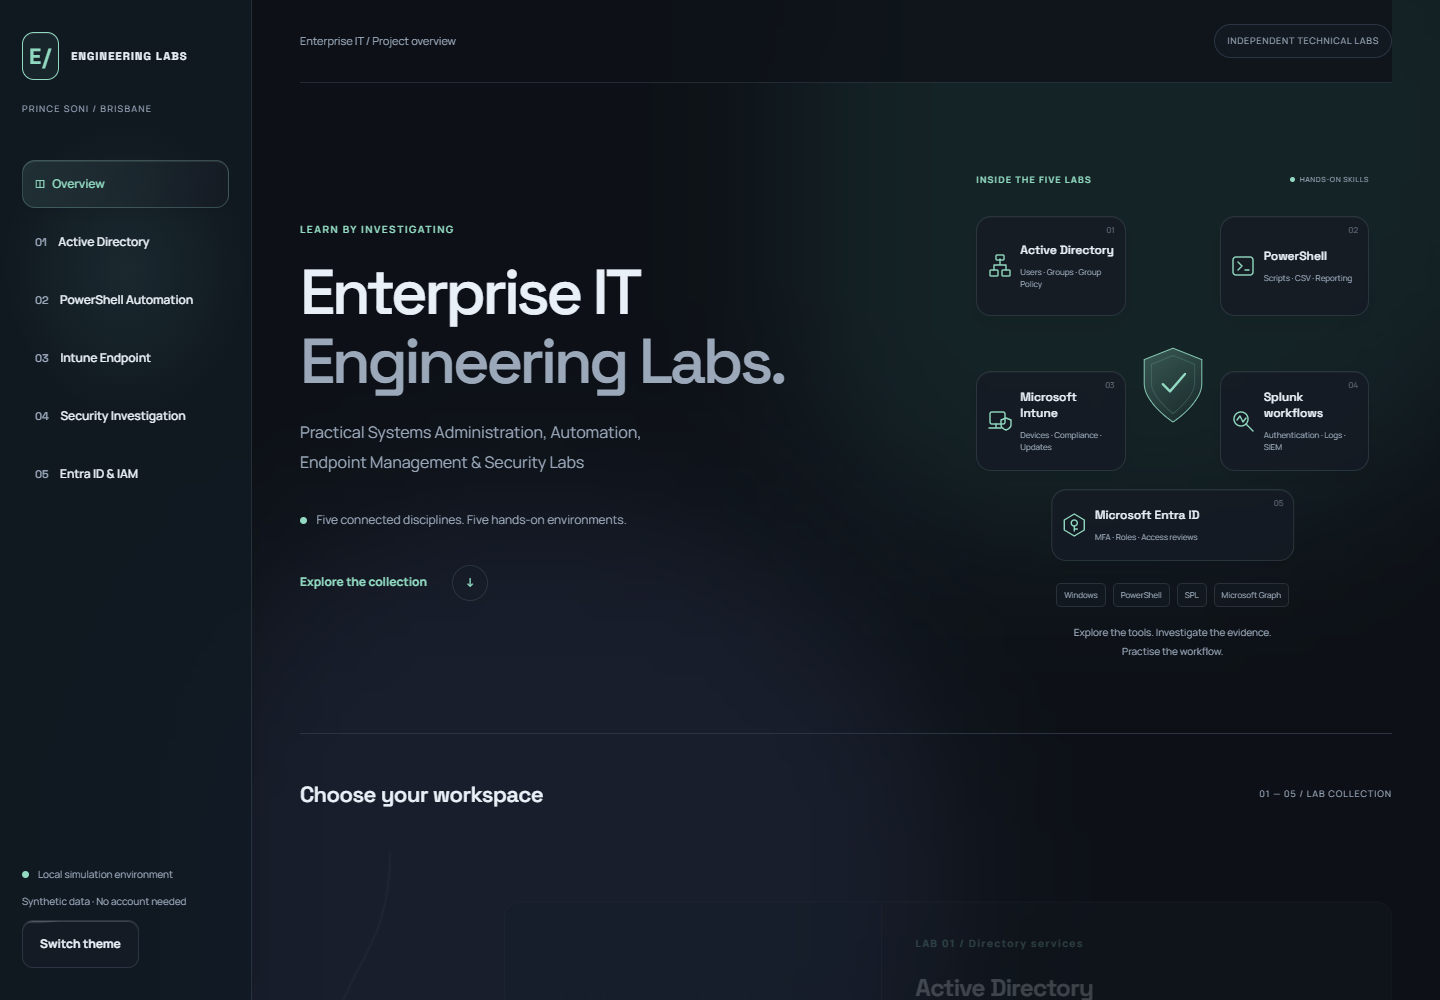 E/
ENGINEERING LABS
PRINCE SONI / BRISBANE
Overview
01 Active Directory
02 PowerShell Automation
03 Intune Endpoint
04 Security Investigation
05 Entra ID & IAM
Local simulation environment
Synthetic data · No account needed
Switch theme
Enterprise IT / Project overview
INDEPENDENT TECHNICAL LABS
LEARN BY INVESTIGATING
Enterprise IT
Engineering Labs.
Practical Systems Administration, Automation,
Endpoint Management & Security Labs
Five connected disciplines. Five hands-on environments.
Explore the collection ↓
INSIDE THE FIVE LABS
HANDS-ON SKILLS
01
Active Directory
Users · Groups · Group
Policy
02
PowerShell
Scripts · CSV · Reporting
03
Microsoft
Intune
Devices · Compliance ·
Updates
04
Splunk
workflows
Authentication · Logs ·
SIEM
05
Microsoft Entra ID
MFA · Roles · Access reviews
Windows
PowerShell
SPL
Microsoft Graph
Explore the tools. Investigate the evidence.
Practise the workflow.
Choose your workspace
01 — 05 / LAB COLLECTION
LAB 01 / Directory services
Active Directory